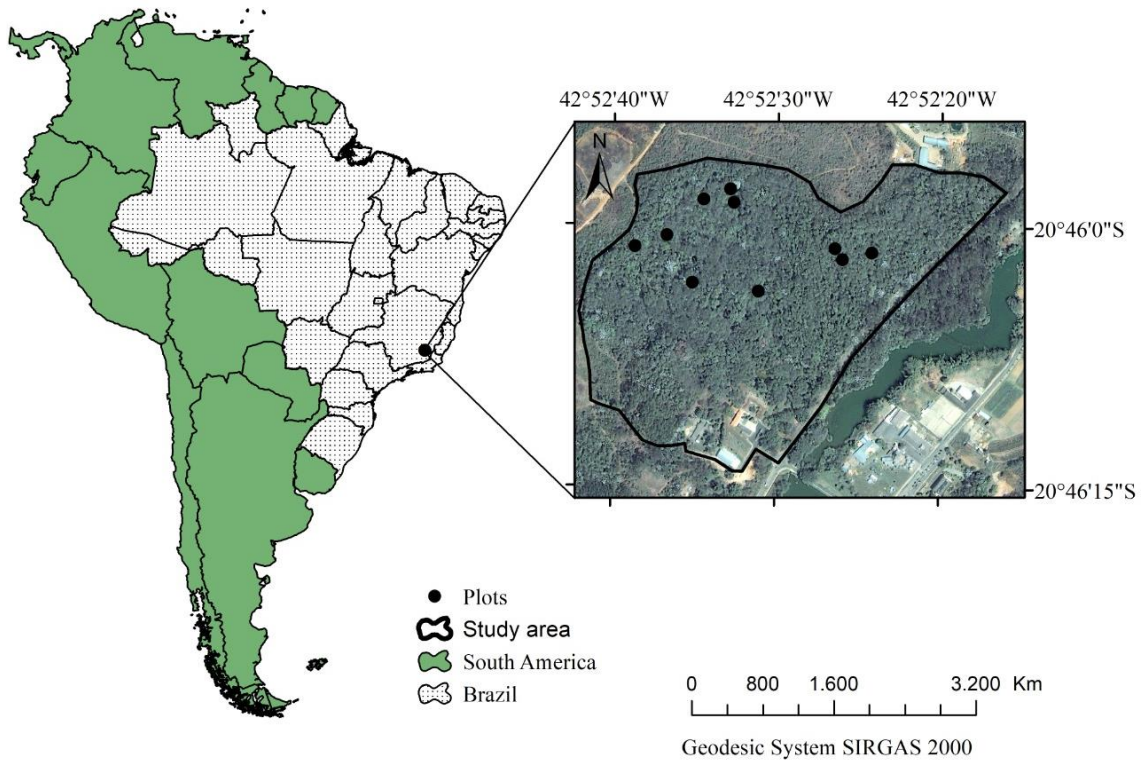 42°52'40"W 42°52'30"W 42°52'20"W
N
20°46'0"S
20°46'15"S
Plots
Study area
South America
Brazil
0 800 1.600 3.200 Km
Geodesic System SIRGAS 2000